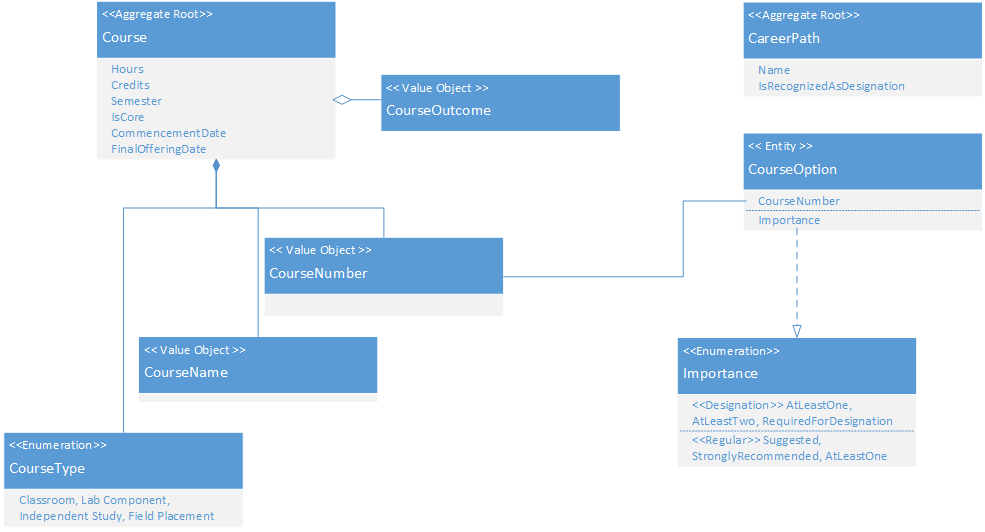 <<Aggregate Root>>
Course
Hours
Credits
Semester
IsCore
CommencementDate
FinalOfferingDate
<< Value Object >>
CourseOutcome
<<Aggregate Root>>
CareerPath
Name
IsRecognizedAsDesignation
<< Entity >>
CourseOption
CourseNumber
Importance
<< Value Object >>
CourseNumber
<< Value Object >>
CourseName
<<Enumeration>>
Importance
<<Designation>> AtLeastOne,
AtLeastTwo, RequiredForDesignation
<<Regular>> Suggested,
StronglyRecommended, AtLeastOne
<<Enumeration>>
CourseType
Classroom, Lab Component,
Independent Study, Field Placement